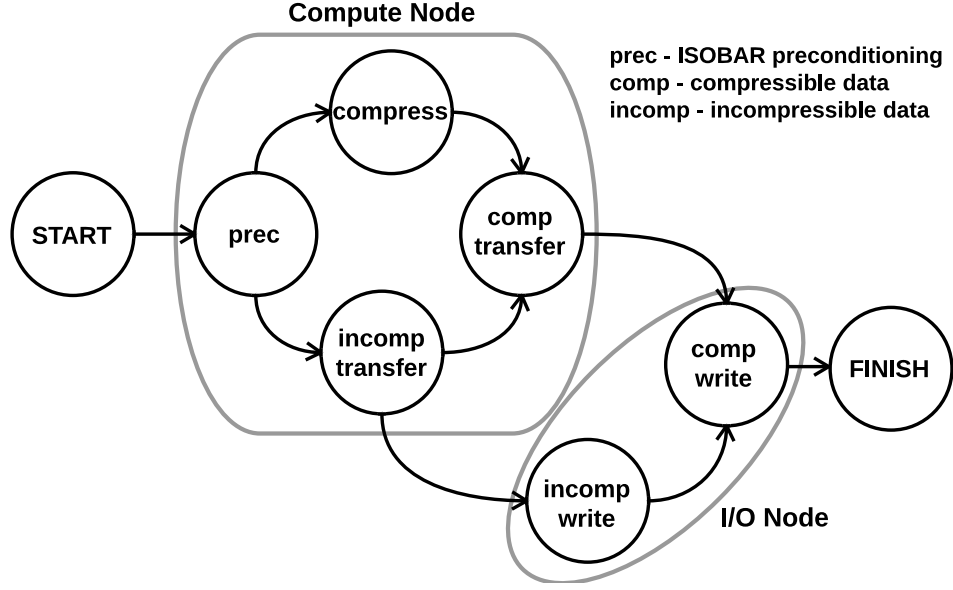 Compute Node
prec - ISOBAR preconditioning
comp - compressible data
incomp - incompressible data
compress
START
prec
comp
transfer
incomp
transfer
comp
write
FINISH
incomp
write
I/O Node